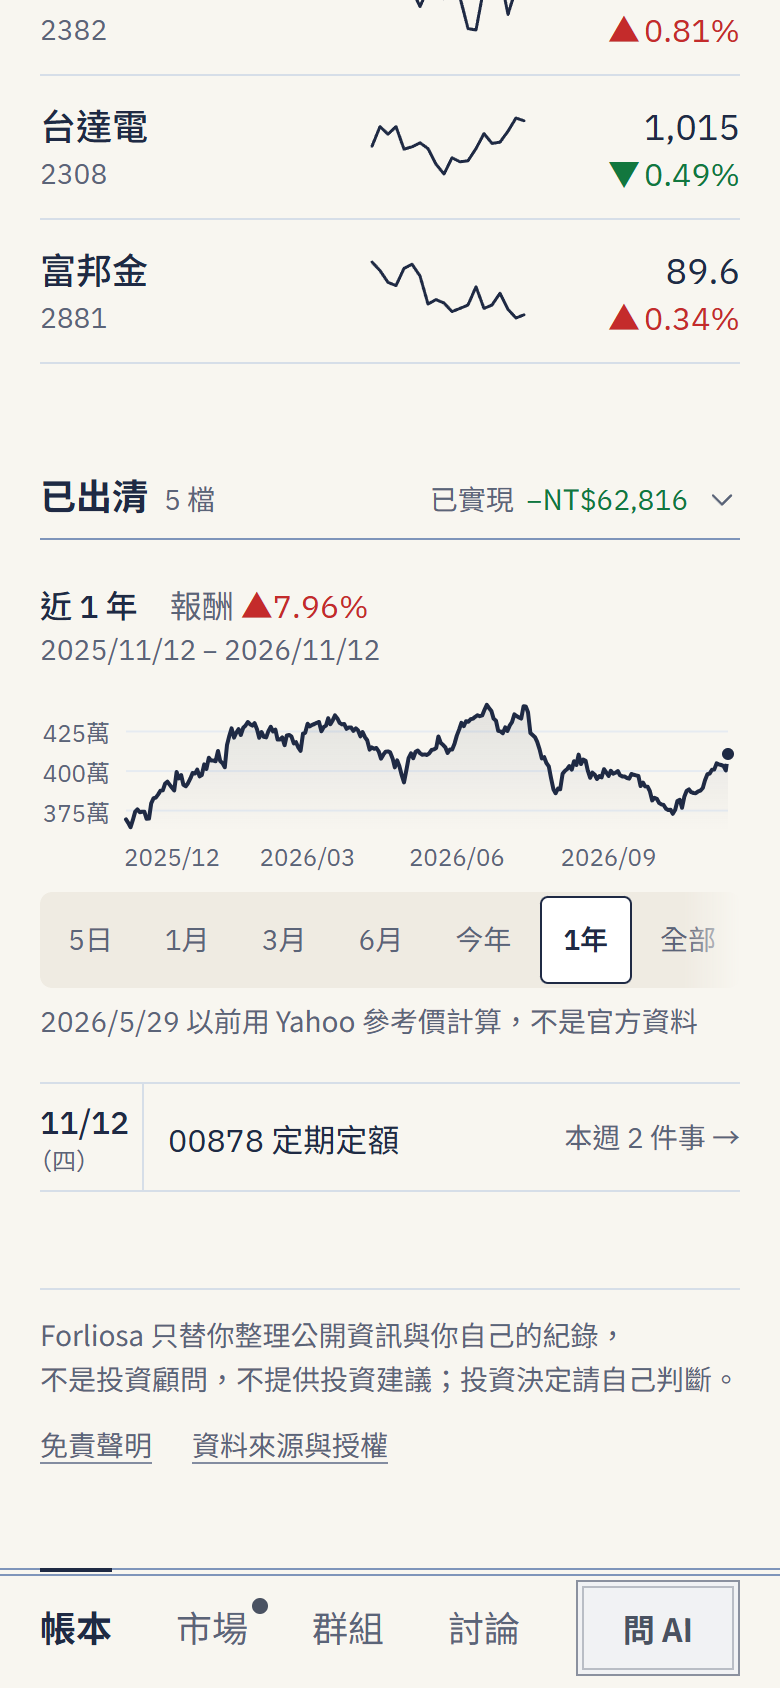 2382
▲0.81%
台達電
1,015
2308
▼0.49%
富邦金
89.6
2881
▲0.34%
已出清 5 檔 已實現 −NT$62,816
近 1 年 報酬 ▲7.96%
2025/11/12 – 2026/11/12
425萬
400萬
375萬
2025/12 2026/03 2026/06 2026/09
5日 1月 3月 6月 今年 1年 全部
2026/5/29 以前用 Yahoo 參考價計算，不是官方資料
11/12
（四）
00878 定期定額
本週 2 件事 →
Forliosa 只替你整理公開資訊與你自己的紀錄，
不是投資顧問，不提供投資建議；投資決定請自己判斷。
免責聲明 資料來源與授權
帳本 市場 群組 討論 問 AI